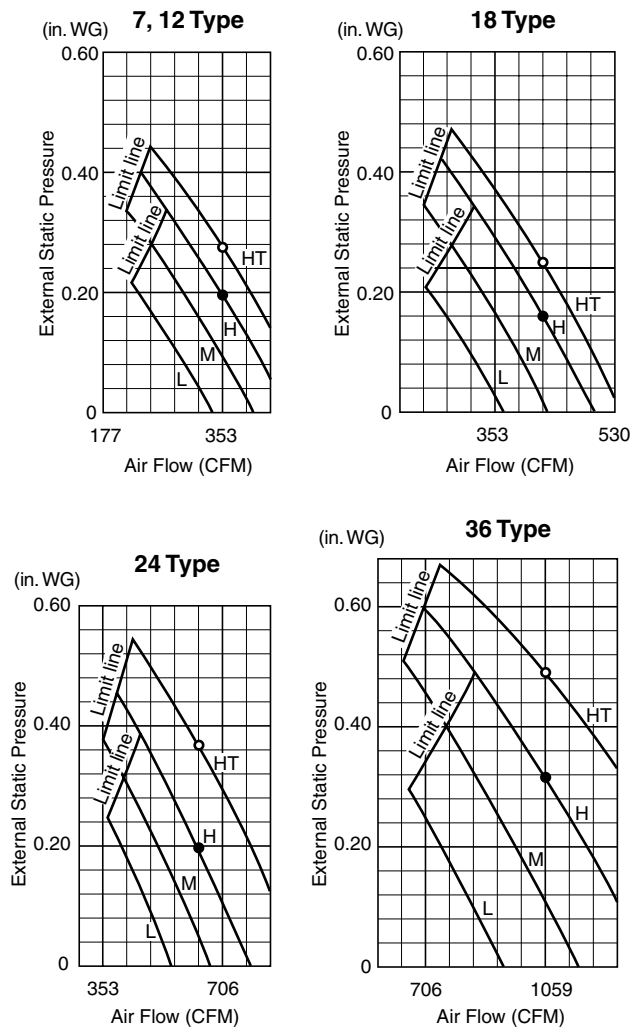 7, 12 Type
(in. WG)
0.60
0.40
0.20
0
External Static Pressure
Limit line
Limit line
HT
H
M
L
177
353
Air Flow (CFM)
18 Type
(in. WG)
0.60
0.40
0.20
0
External Static Pressure
Limit line
Limit line
HT
H
M
L
353
530
Air Flow (CFM)
24 Type
(in. WG)
0.60
0.40
0.20
0
External Static Pressure
Limit line
Limit line
HT
H
M
L
353
706
Air Flow (CFM)
36 Type
(in. WG)
0.60
0.40
0.20
0
External Static Pressure
Limit line
Limit line
HT
H
M
L
706
1059
Air Flow (CFM)